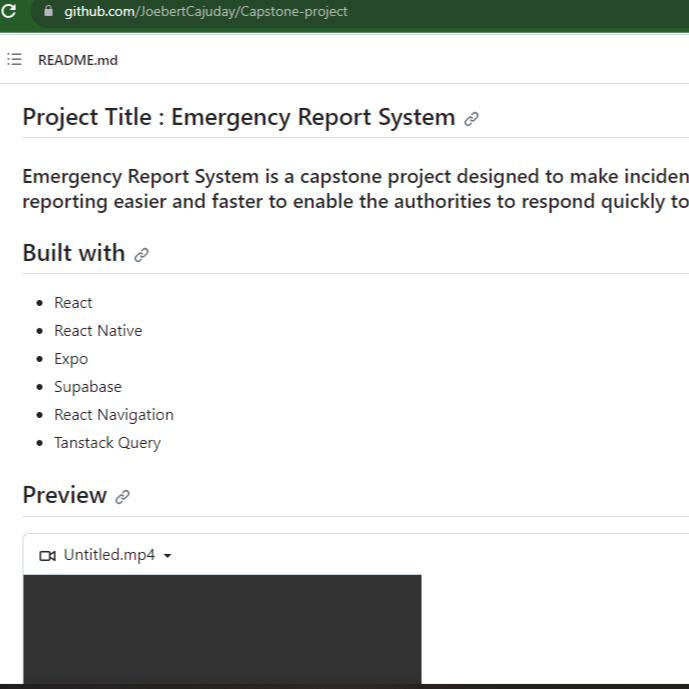 github.com/JoebertCajuday/Capstone-project
README.md
Project Title : Emergency Report System
Emergency Report System is a capstone project designed to make inciden
reporting easier and faster to enable the authorities to respond quickly to
Built with
React
React Native
Expo
Supabase
React Navigation
Tanstack Query
Preview
Untitled.mp4